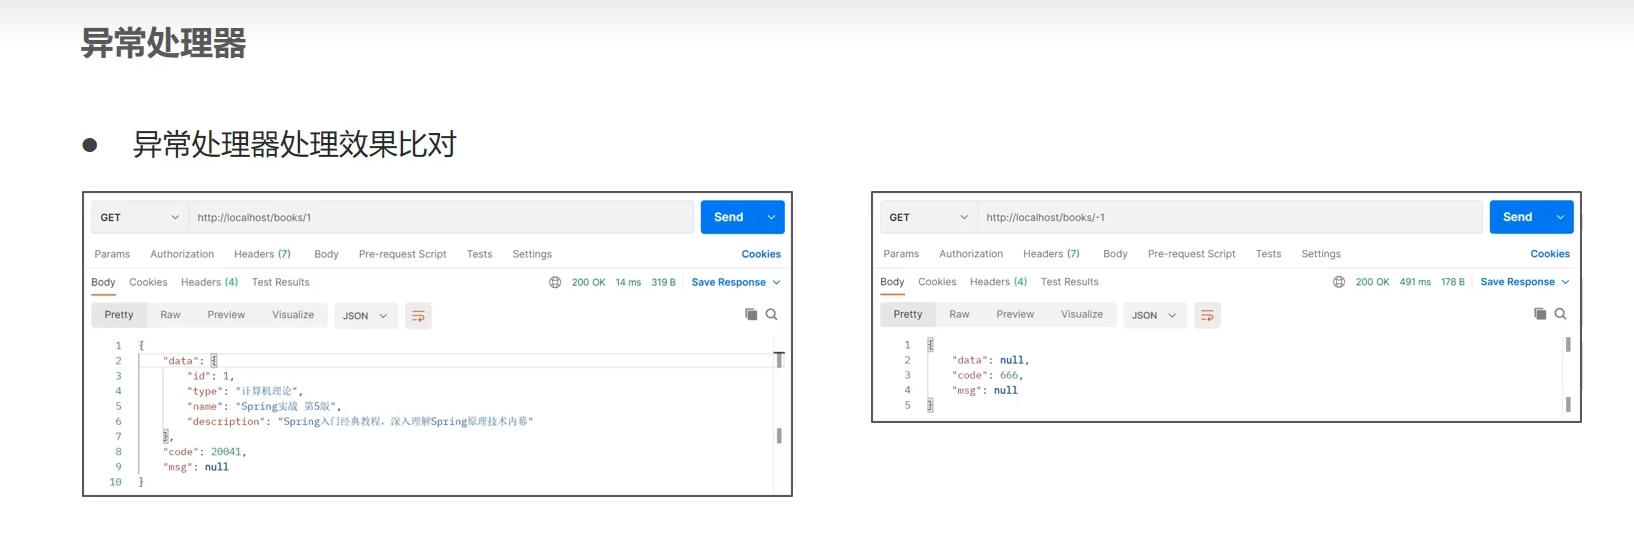 异常处理器
● 异常处理器处理效果比对
GET http://localhost/books/1 Send
Params Authorization Headers (7) Body Pre-request Script Tests Settings Cookies
Body Cookies Headers (4) Test Results 200 OK 14 ms 319 B Save Response
Pretty Raw Preview Visualize JSON
1 {
2 "data": {
3 "id": 1,
4 "type": "计算机理论",
5 "name": "Spring实战 第5版",
6 "description": "Spring入门经典教程，深入理解Spring原理技术内幕"
7 },
8 "code": 20041,
9 "msg": null
10 }
GET http://localhost/books/-1 Send
Params Authorization Headers (7) Body Pre-request Script Tests Settings Cookies
Body Cookies Headers (4) Test Results 200 OK 491 ms 178 B Save Response
Pretty Raw Preview Visualize JSON
1 {
2 "data": null,
3 "code": 666,
4 "msg": null
5 }